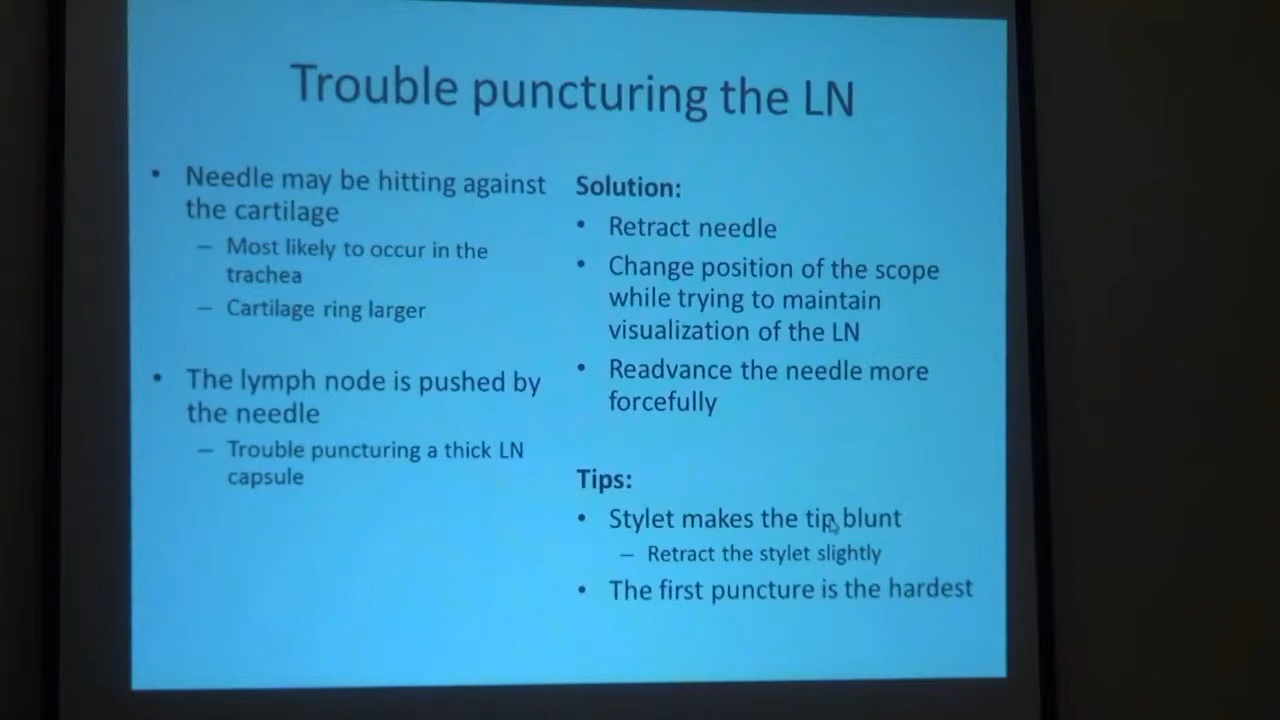 Trouble puncturing the LN
• Needle may be hitting against
the cartilage
– Most likely to occur in the
trachea
– Cartilage ring larger
• The lymph node is pushed by
the needle
– Trouble puncturing a thick LN
capsule
Solution:
• Retract needle
• Change position of the scope
while trying to maintain
visualization of the LN
• Readvance the needle more
forcefully
Tips:
• Stylet makes the tip blunt
– Retract the stylet slightly
• The first puncture is the hardest